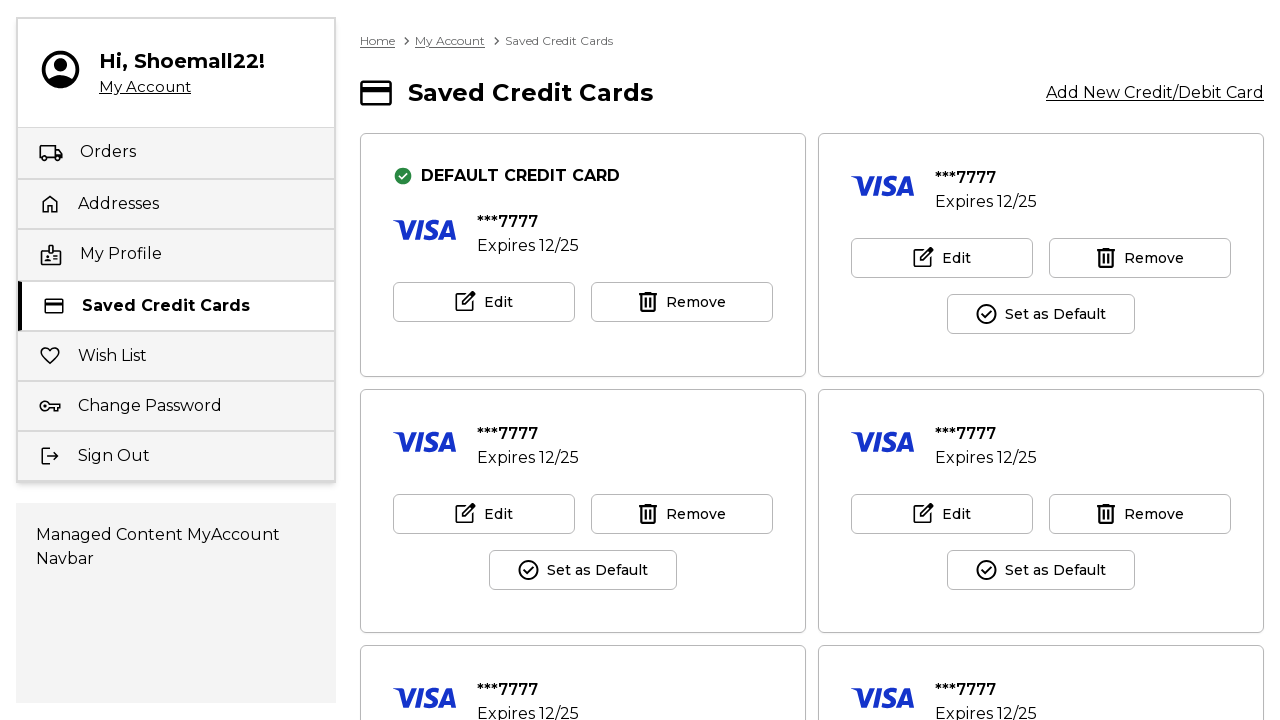 Hi, Shoemall22!
My Account
Orders
Addresses
My Profile
Saved Credit Cards
Wish List
Change Password
Sign Out
Managed Content MyAccount
Navbar
Home > My Account > Saved Credit Cards
Saved Credit Cards
Add New Credit/Debit Card
DEFAULT CREDIT CARD
VISA
***7777
Expires 12/25
Edit
Remove
VISA
***7777
Expires 12/25
Edit
Remove
Set as Default
VISA
***7777
Expires 12/25
Edit
Remove
Set as Default
VISA
***7777
Expires 12/25
Edit
Remove
Set as Default
VISA
***7777
Expires 12/25
VISA
***7777
Expires 12/25